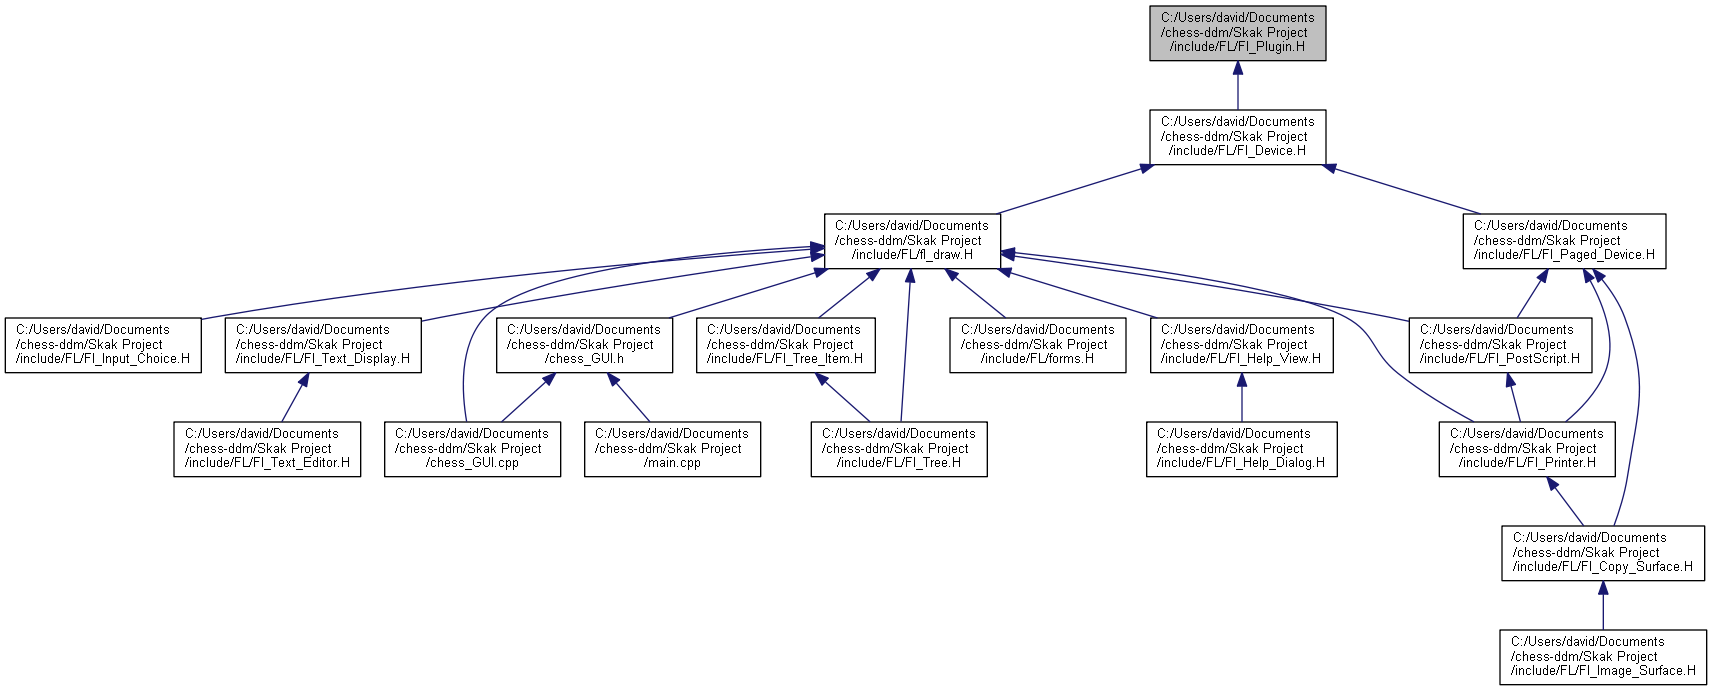 C:/Users/david/Documents
/chess-ddm/Skak Project
/include/FL/Fl_Plugin.H
C:/Users/david/Documents
/chess-ddm/Skak Project
/include/FL/Fl_Device.H
C:/Users/david/Documents
/chess-ddm/Skak Project
/include/FL/fl_draw.H
C:/Users/david/Documents
/chess-ddm/Skak Project
/include/FL/Fl_Paged_Device.H
C:/Users/david/Documents
/chess-ddm/Skak Project
/include/FL/Fl_Input_Choice.H
C:/Users/david/Documents
/chess-ddm/Skak Project
/include/FL/Fl_Text_Display.H
C:/Users/david/Documents
/chess-ddm/Skak Project
/chess_GUI.h
C:/Users/david/Documents
/chess-ddm/Skak Project
/include/FL/Fl_Tree_Item.H
C:/Users/david/Documents
/chess-ddm/Skak Project
/include/FL/forms.H
C:/Users/david/Documents
/chess-ddm/Skak Project
/include/FL/Fl_Help_View.H
C:/Users/david/Documents
/chess-ddm/Skak Project
/include/FL/Fl_PostScript.H
C:/Users/david/Documents
/chess-ddm/Skak Project
/include/FL/Fl_Text_Editor.H
C:/Users/david/Documents
/chess-ddm/Skak Project
/chess_GUI.cpp
C:/Users/david/Documents
/chess-ddm/Skak Project
/main.cpp
C:/Users/david/Documents
/chess-ddm/Skak Project
/include/FL/Fl_Tree.H
C:/Users/david/Documents
/chess-ddm/Skak Project
/include/FL/Fl_Help_Dialog.H
C:/Users/david/Documents
/chess-ddm/Skak Project
/include/FL/Fl_Printer.H
C:/Users/david/Documents
/chess-ddm/Skak Project
/include/FL/Fl_Copy_Surface.H
C:/Users/david/Documents
/chess-ddm/Skak Project
/include/FL/Fl_Image_Surface.H